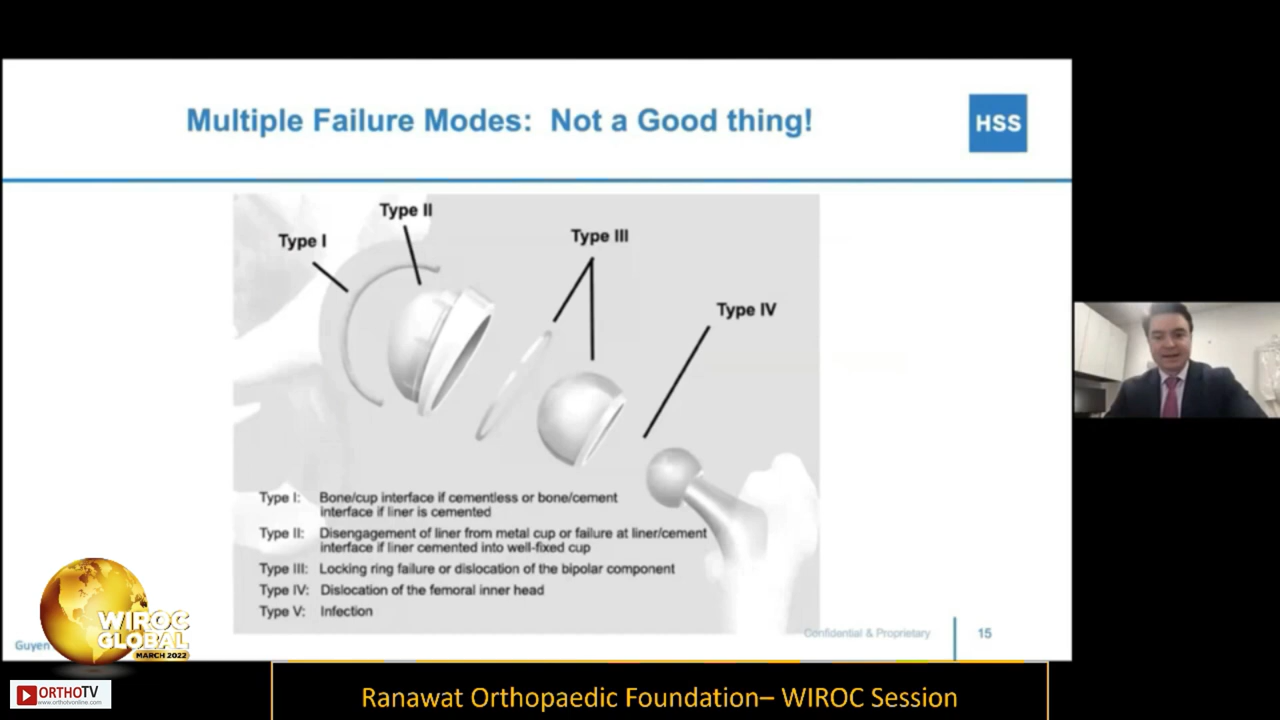 Multiple Failure Modes: Not a Good thing!
HSS
Type II
Type I
Type III
Type IV
Type I: Bone/cup interface if cementless or bone/cement
interface if liner is cemented
Type II: Disengagement of liner from metal cup or failure at liner/cement
interface if liner cemented into well-fixed cup
Type III: Locking ring failure or dislocation of the bipolar component
Type IV: Dislocation of the femoral inner head
Type V: Infection
Confidential & Proprietary
15
Guyen
WIROC
GLOBAL
MARCH 2022
ORTHOTV
www.orthotvonline.com
Ranawat Orthopaedic Foundation– WIROC Session